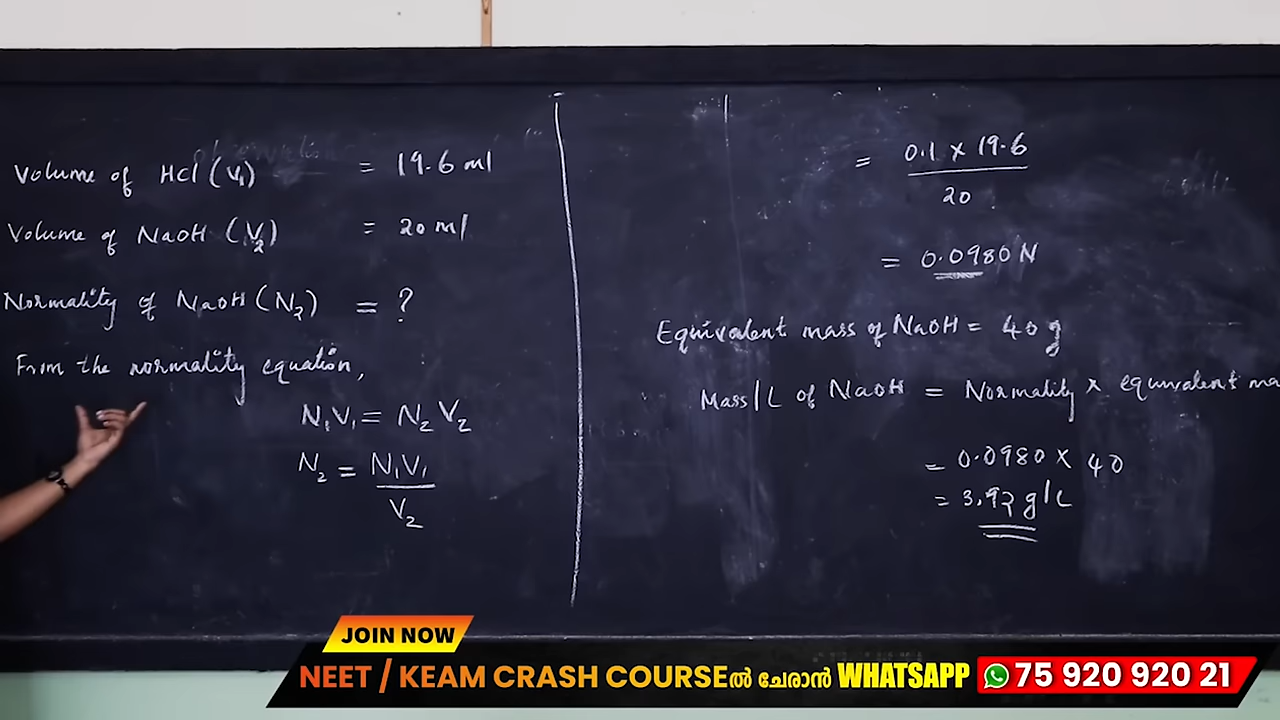 Volume of HCl (V₁) = 19.6 ml
Volume of NaOH (V₂) = 20 ml
Normality of NaOH (N₂) = ?
From the normality equation,
N₁V₁ = N₂V₂
N₂ = N₁V₁ / V₂
= 0.1 × 19.6 / 20
= 0.0980 N
Equivalent mass of NaOH = 40 g
Mass/L of NaOH = Normality × equivalent ma
= 0.0980 × 40
= 3.92 g/L
JOIN NOW
NEET / KEAM CRASH COURSEൽ ചേരാൻ WHATSAPP 75 920 920 21